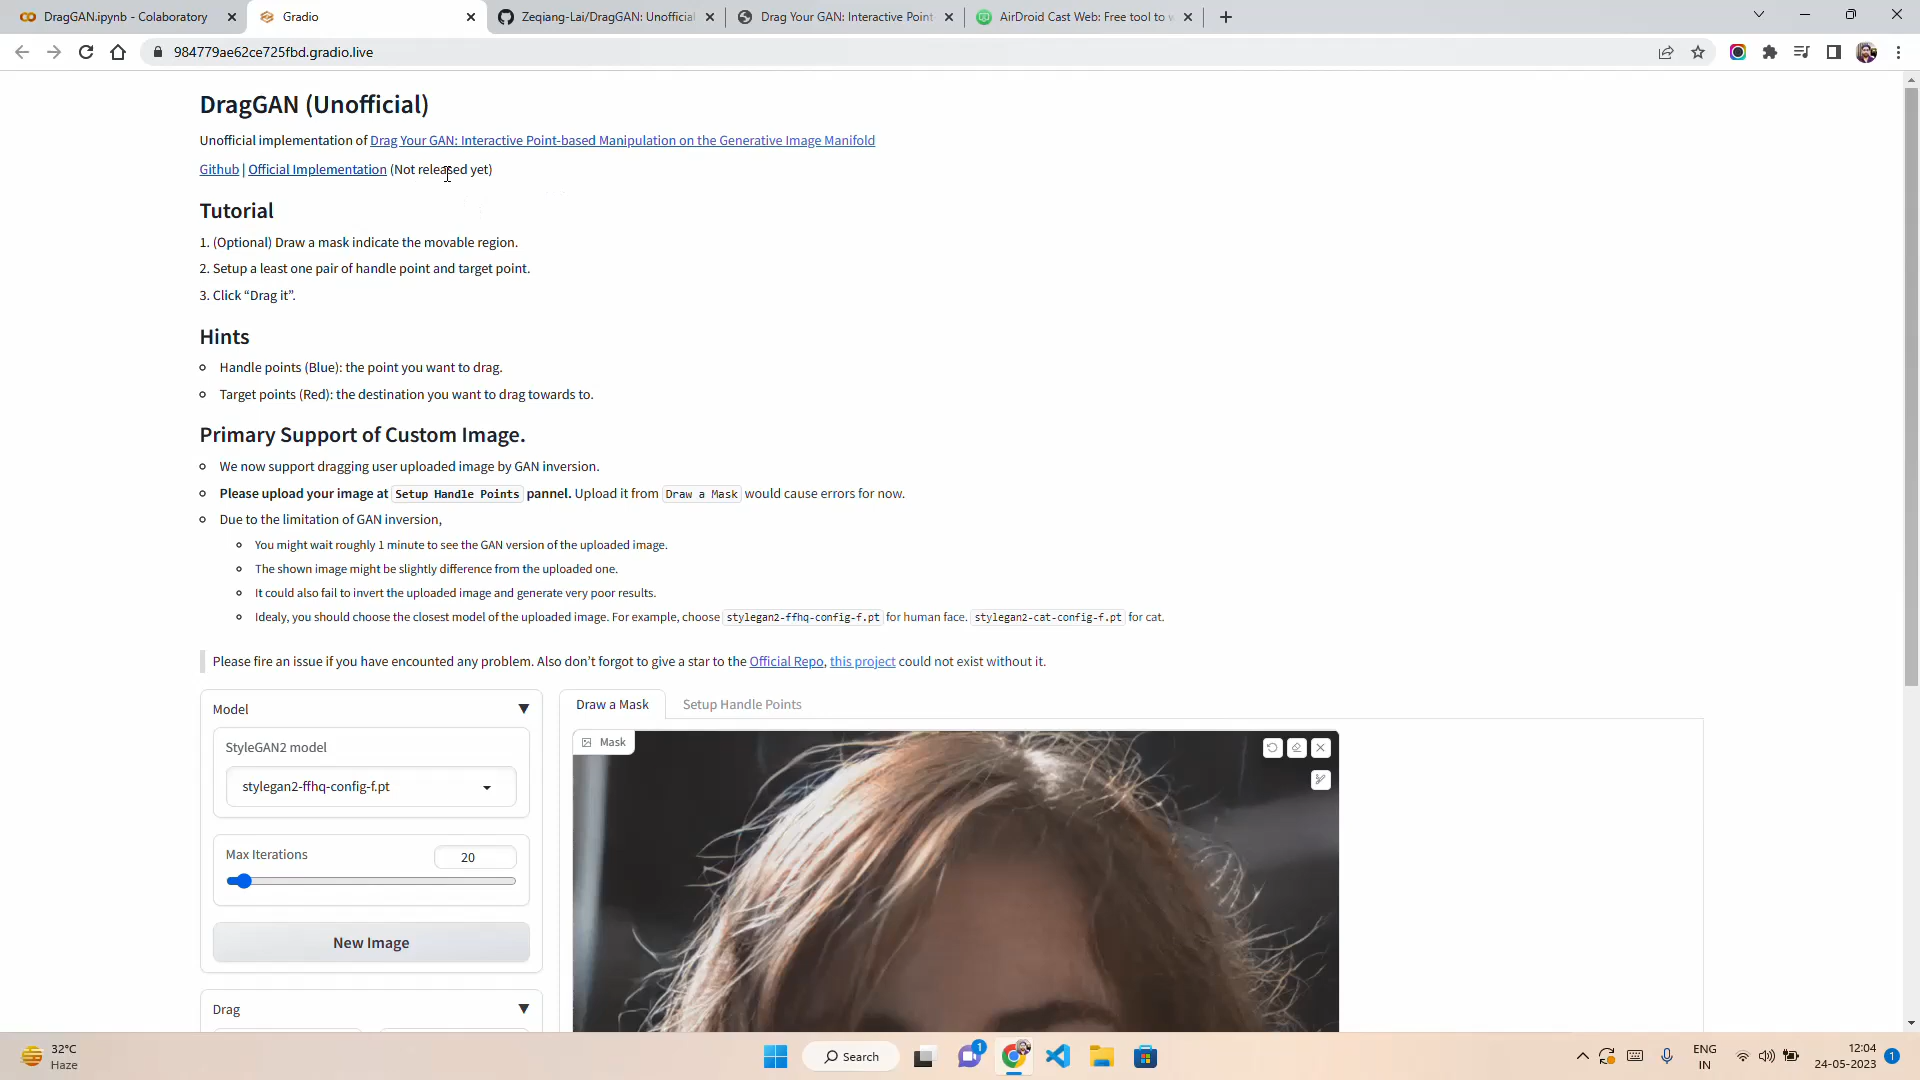 DragGAN.ipynb - Colaboratory
Gradio
Zeqiang-Lai/DragGAN: Unofficial
Drag Your GAN: Interactive Point-
AirDroid Cast Web: Free tool to
984779ae62ce725fbd.gradio.live
DragGAN (Unofficial)
Unofficial implementation of Drag Your GAN: Interactive Point-based Manipulation on the Generative Image Manifold
Github | Official Implementation (Not released yet)
Tutorial
1. (Optional) Draw a mask indicate the movable region.
2. Setup a least one pair of handle point and target point.
3. Click “Drag it”.
Hints
Handle points (Blue): the point you want to drag.
Target points (Red): the destination you want to drag towards to.
Primary Support of Custom Image.
We now support dragging user uploaded image by GAN inversion.
Please upload your image at Setup Handle Points pannel. Upload it from Draw a Mask would cause errors for now.
Due to the limitation of GAN inversion,
You might wait roughly 1 minute to see the GAN version of the uploaded image.
The shown image might be slightly difference from the uploaded one.
It could also fail to invert the uploaded image and generate very poor results.
Idealy, you should choose the closest model of the uploaded image. For example, choose stylegan2-ffhq-config-f.pt for human face. stylegan2-cat-config-f.pt for cat.
Please fire an issue if you have encounted any problem. Also don’t forgot to give a star to the Official Repo, this project could not exist without it.
Model
StyleGAN2 model
stylegan2-ffhq-config-f.pt
Max Iterations
20
New Image
Drag
Draw a Mask
Setup Handle Points
Mask
32°C
Haze
Search
1
ENG
IN
12:04
24-05-2023
1